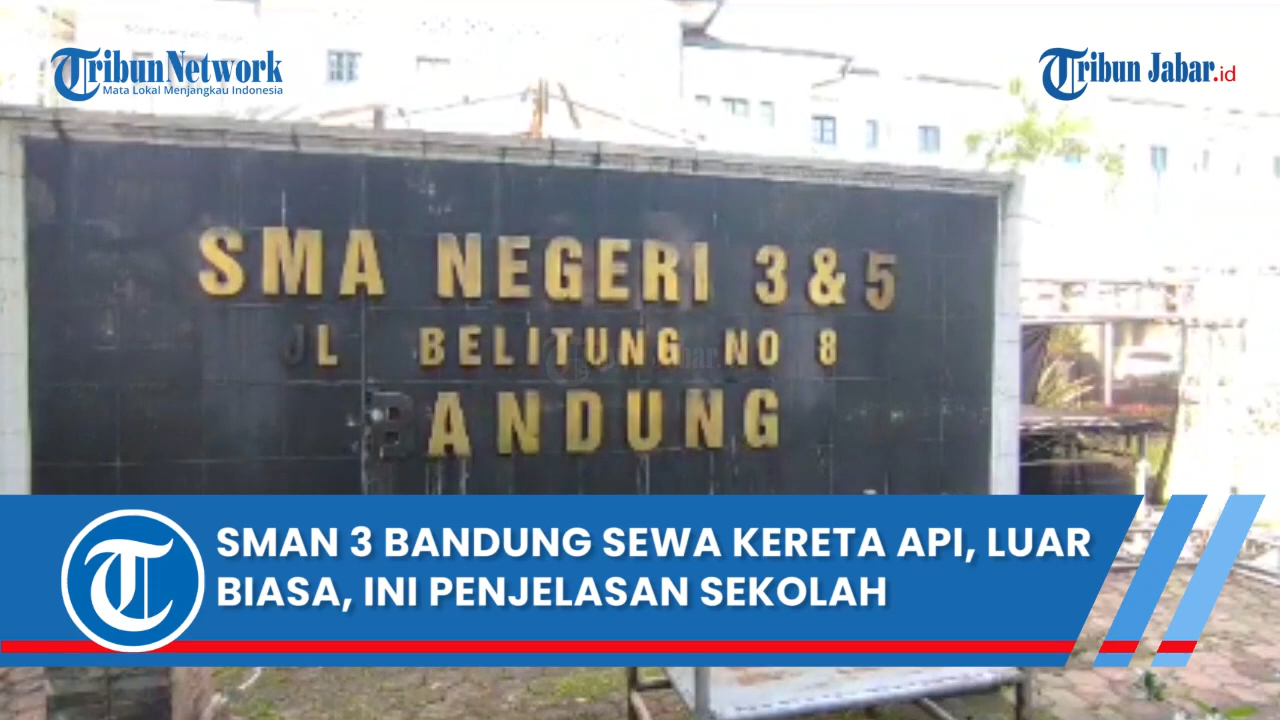 TribunNetwork
Mata Lokal Menjangkau Indonesia
Tribun Jabar.id
SMA NEGERI 3 & 5
JL BELITUNG NO 8
BANDUNG
SMAN 3 BANDUNG SEWA KERETA API, LUAR
BIASA, INI PENJELASAN SEKOLAH